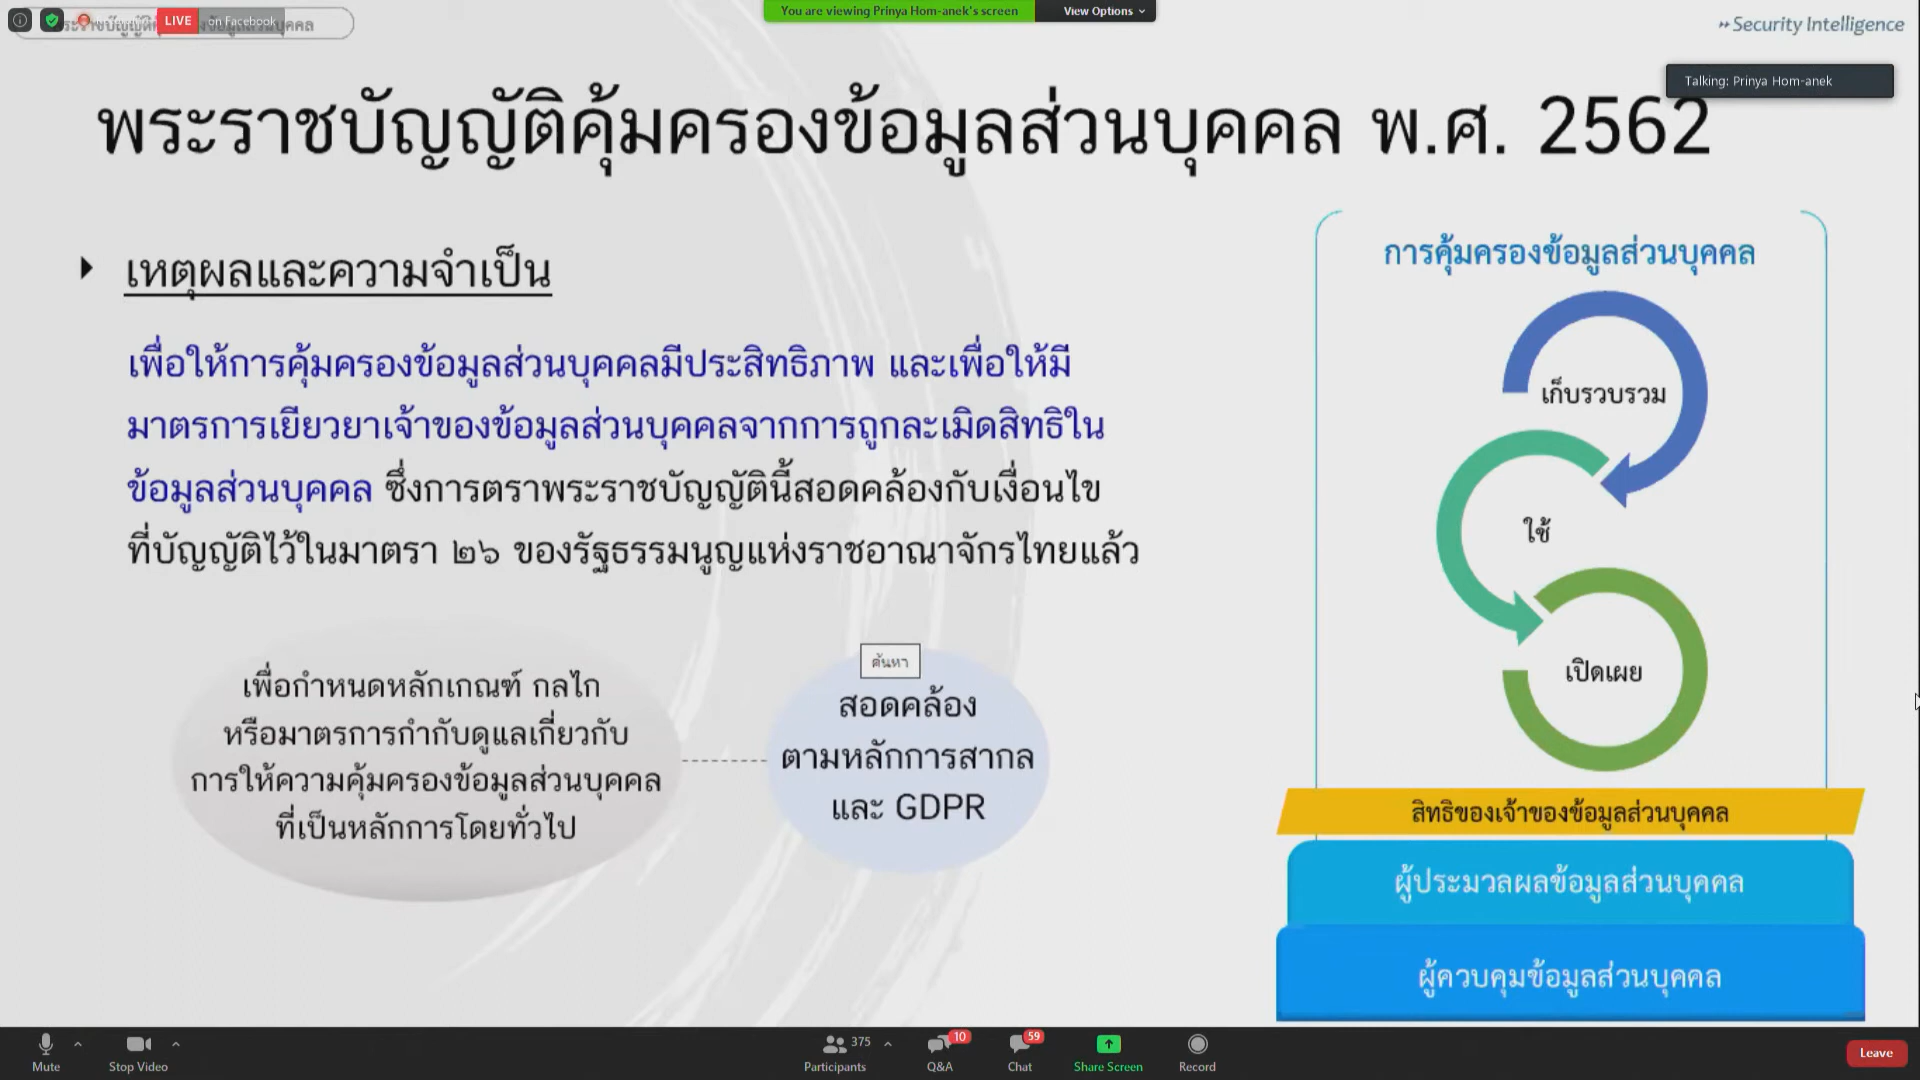 LIVE on Facebook
You are viewing Prinya Hom-anek's screen
View Options
Security Intelligence
Talking: Prinya Hom-anek
พระราชบัญญัติคุ้มครองข้อมูลส่วนบุคคล พ.ศ. 2562
เหตุผลและความจำเป็น
เพื่อให้การคุ้มครองข้อมูลส่วนบุคคลมีประสิทธิภาพ และเพื่อให้มี
มาตรการเยียวยาเจ้าของข้อมูลส่วนบุคคลจากการถูกละเมิดสิทธิใน
ข้อมูลส่วนบุคคล ซึ่งการตราพระราชบัญญัตินี้สอดคล้องกับเงื่อนไข
ที่บัญญัติไว้ในมาตรา ๒๖ ของรัฐธรรมนูญแห่งราชอาณาจักรไทยแล้ว
เพื่อกำหนดหลักเกณฑ์ กลไก
หรือมาตรการกำกับดูแลเกี่ยวกับ
การให้ความคุ้มครองข้อมูลส่วนบุคคล
ที่เป็นหลักการโดยทั่วไป
ค้นหา
สอดคล้อง
ตามหลักการสากล
และ GDPR
การคุ้มครองข้อมูลส่วนบุคคล
เก็บรวบรวม
ใช้
เปิดเผย
สิทธิของเจ้าของข้อมูลส่วนบุคคล
ผู้ประมวลผลข้อมูลส่วนบุคคล
ผู้ควบคุมข้อมูลส่วนบุคคล
Mute
Stop Video
375
Participants
10
Q&A
59
Chat
Share Screen
Record
Leave